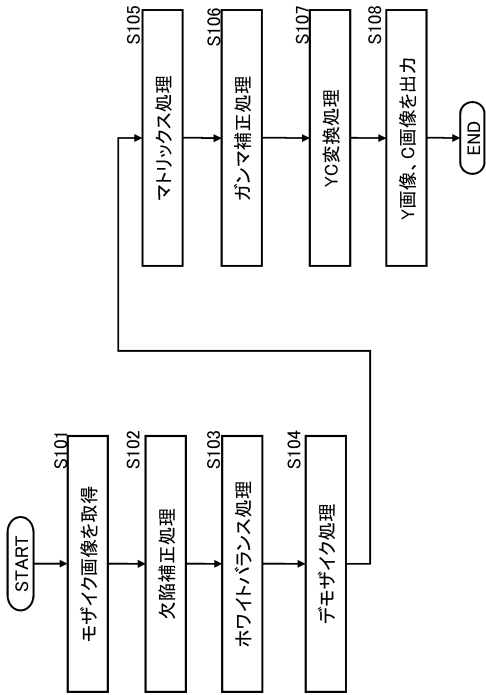 START
S101
モザイク画像を取得
S102
欠陥補正処理
S103
ホワイトバランス処理
S104
デモザイク処理
S105
マトリックス処理
S106
ガンマ補正処理
S107
YC変換処理
S108
Y画像、C画像を出力
END